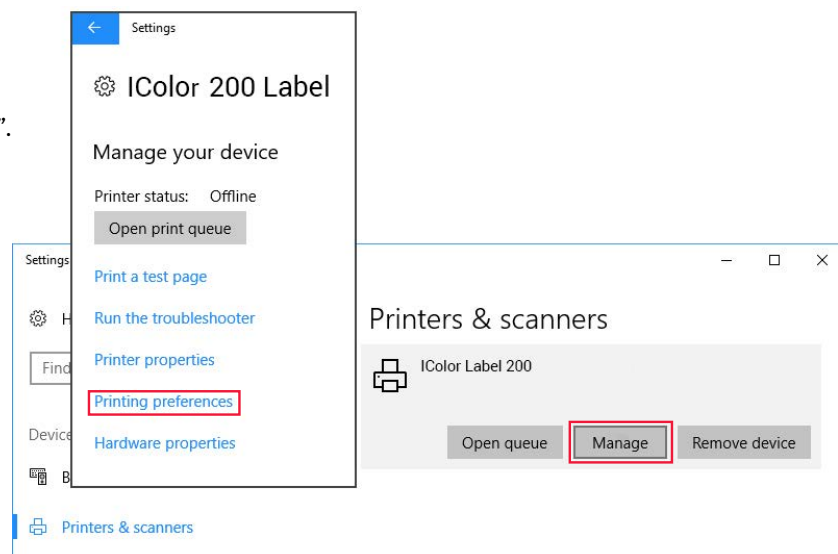 Settings
IColor 200 Label
”.
Manage your device
Printer status: Offline
Open print queue
Print a test page
Run the troubleshooter
Printer properties
Printing preferences
Hardware properties
Settings
H
Find
Device
B
Printers & scanners
Printers & scanners
IColor Label 200
Open queue Manage Remove device